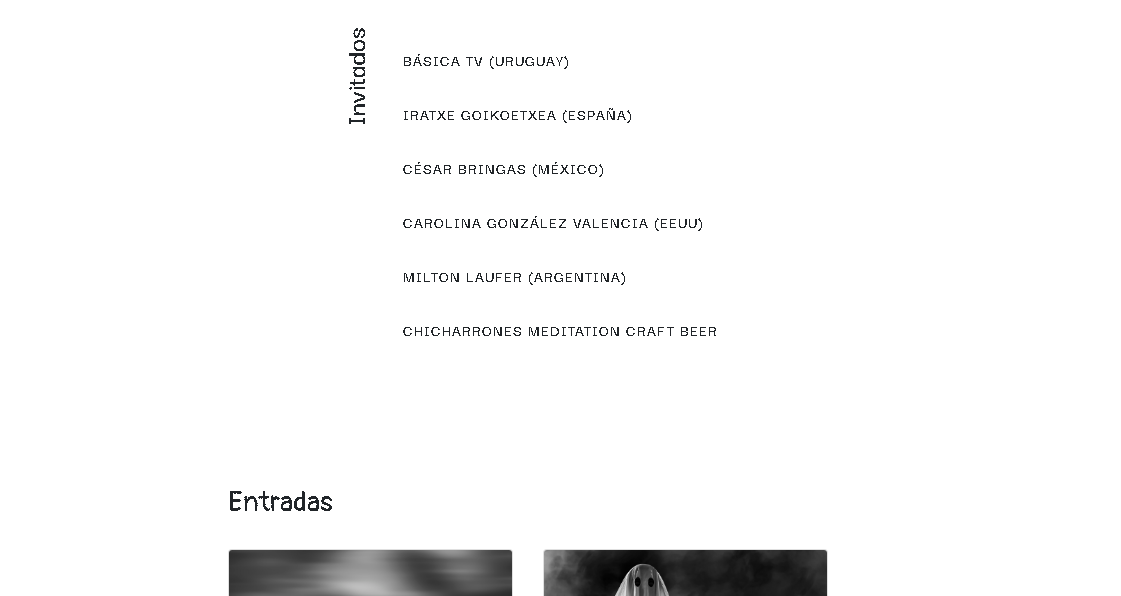 Invitados
BÁSICA TV (URUGUAY)
IRATXE GOIKOETXEA (ESPAÑA)
CÉSAR BRINGAS (MÉXICO)
CAROLINA GONZÁLEZ VALENCIA (EEUU)
MILTON LAUFER (ARGENTINA)
CHICHARRONES MEDITATION CRAFT BEER
Entradas